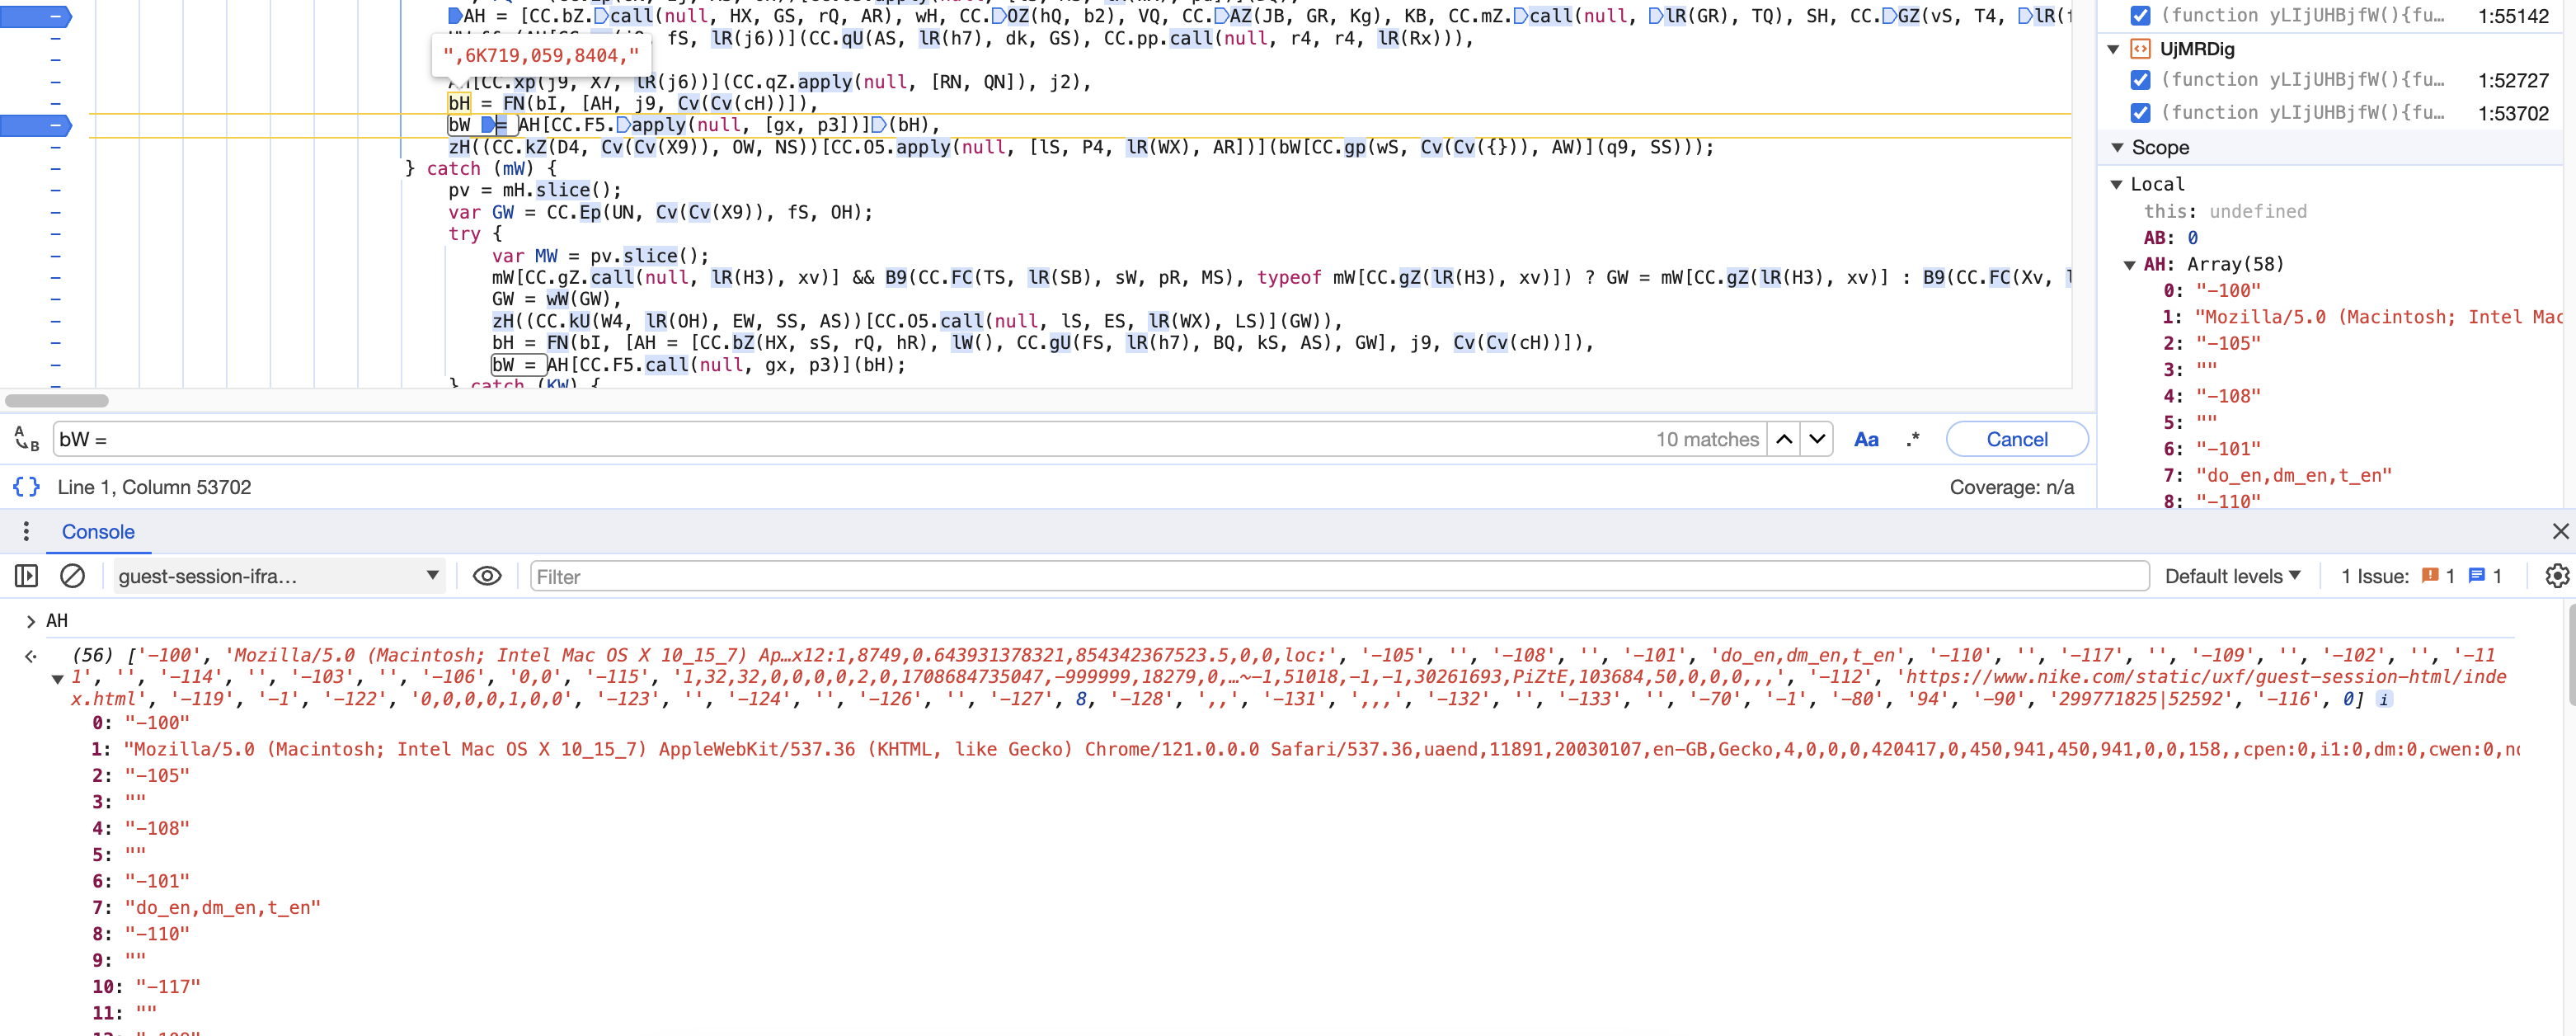 AH = [CC.bZ.call(null, HX, GS, rQ, AR), wH, CC.OZ(hQ, b2), VQ, CC.AZ(JB, GR, Kg), KB, CC.mZ.call(null, lR(GR), TQ), SH, CC.GZ(vS, T4, lR(
fS, lR(j6))](CC.qU(AS, lR(h7), dk, GS), CC.pp.call(null, r4, r4, lR(Rx))),
",6K719,059,8404,"
[CC.xp(j9, X7, lR(j6))](CC.qZ.apply(null, [RN, QN]), j2),
bH = FN(bI, [AH, j9, Cv(Cv(cH))]),
bW = AH[CC.F5.apply(null, [gx, p3])](bH),
zH((CC.kZ(D4, Cv(Cv(X9)), OW, NS))[CC.O5.apply(null, [lS, P4, lR(WX), AR])](bW[CC.gp(wS, Cv(Cv({})), AW)](q9, SS)));
} catch (mW) {
pv = mH.slice();
var GW = CC.Ep(UN, Cv(Cv(X9)), fS, OH);
try {
var MW = pv.slice();
mW[CC.gZ.call(null, lR(H3), xv)] && B9(CC.FC(TS, lR(SB), sW, pR, MS), typeof mW[CC.gZ(lR(H3), xv)]) ? GW = mW[CC.gZ(lR(H3), xv)] : B9(CC.FC(Xv,
GW = wW(GW),
zH((CC.kU(W4, lR(OH), EW, SS, AS))[CC.O5.call(null, lS, ES, lR(WX), LS)](GW)),
bH = FN(bI, [AH = [CC.bZ(HX, sS, rQ, hR), lW(), CC.gU(FS, lR(h7), BQ, kS, AS), GW], j9, Cv(Cv(cH))]),
bW = AH[CC.F5.call(null, gx, p3)](bH);
} catch (KW) {
A B bW = 10 matches Aa .* Cancel
{} Line 1, Column 53702 Coverage: n/a
(function yLIjUHBjfW(){fu… 1:55142
UjMRDig
(function yLIjUHBjfW(){fu… 1:52727
(function yLIjUHBjfW(){fu… 1:53702
Scope
Local
this: undefined
AB: 0
AH: Array(58)
0: "-100"
1: "Mozilla/5.0 (Macintosh; Intel Mac
2: "-105"
3: ""
4: "-108"
5: ""
6: "-101"
7: "do_en,dm_en,t_en"
8: "-110"
Console
guest-session-ifra… Filter Default levels 1 Issue: 1 1
AH
(56) ['-100', 'Mozilla/5.0 (Macintosh; Intel Mac OS X 10_15_7) Ap…x12:1,8749,0.643931378321,854342367523.5,0,0,loc:', '-105', '', '-108', '', '-101', 'do_en,dm_en,t_en', '-110', '', '-117', '', '-109', '', '-102', '', '-11
1', '', '-114', '', '-103', '', '-106', '0,0', '-115', '1,32,32,0,0,0,0,2,0,1708684735047,-999999,18279,0,…~-1,51018,-1,-1,30261693,PiZtE,103684,50,0,0,0,,,', '-112', 'https://www.nike.com/static/uxf/guest-session-html/inde
x.html', '-119', '-1', '-122', '0,0,0,0,1,0,0', '-123', '', '-124', '', '-126', '', '-127', 8, '-128', ',,', '-131', ',,,', '-132', '', '-133', '', '-70', '-1', '-80', '94', '-90', '299771825|52592', '-116', 0] i
0: "-100"
1: "Mozilla/5.0 (Macintosh; Intel Mac OS X 10_15_7) AppleWebKit/537.36 (KHTML, like Gecko) Chrome/121.0.0.0 Safari/537.36,uaend,11891,20030107,en-GB,Gecko,4,0,0,0,420417,0,450,941,450,941,0,0,158,,cpen:0,i1:0,dm:0,cwen:0,no
2: "-105"
3: ""
4: "-108"
5: ""
6: "-101"
7: "do_en,dm_en,t_en"
8: "-110"
9: ""
10: "-117"
11: ""